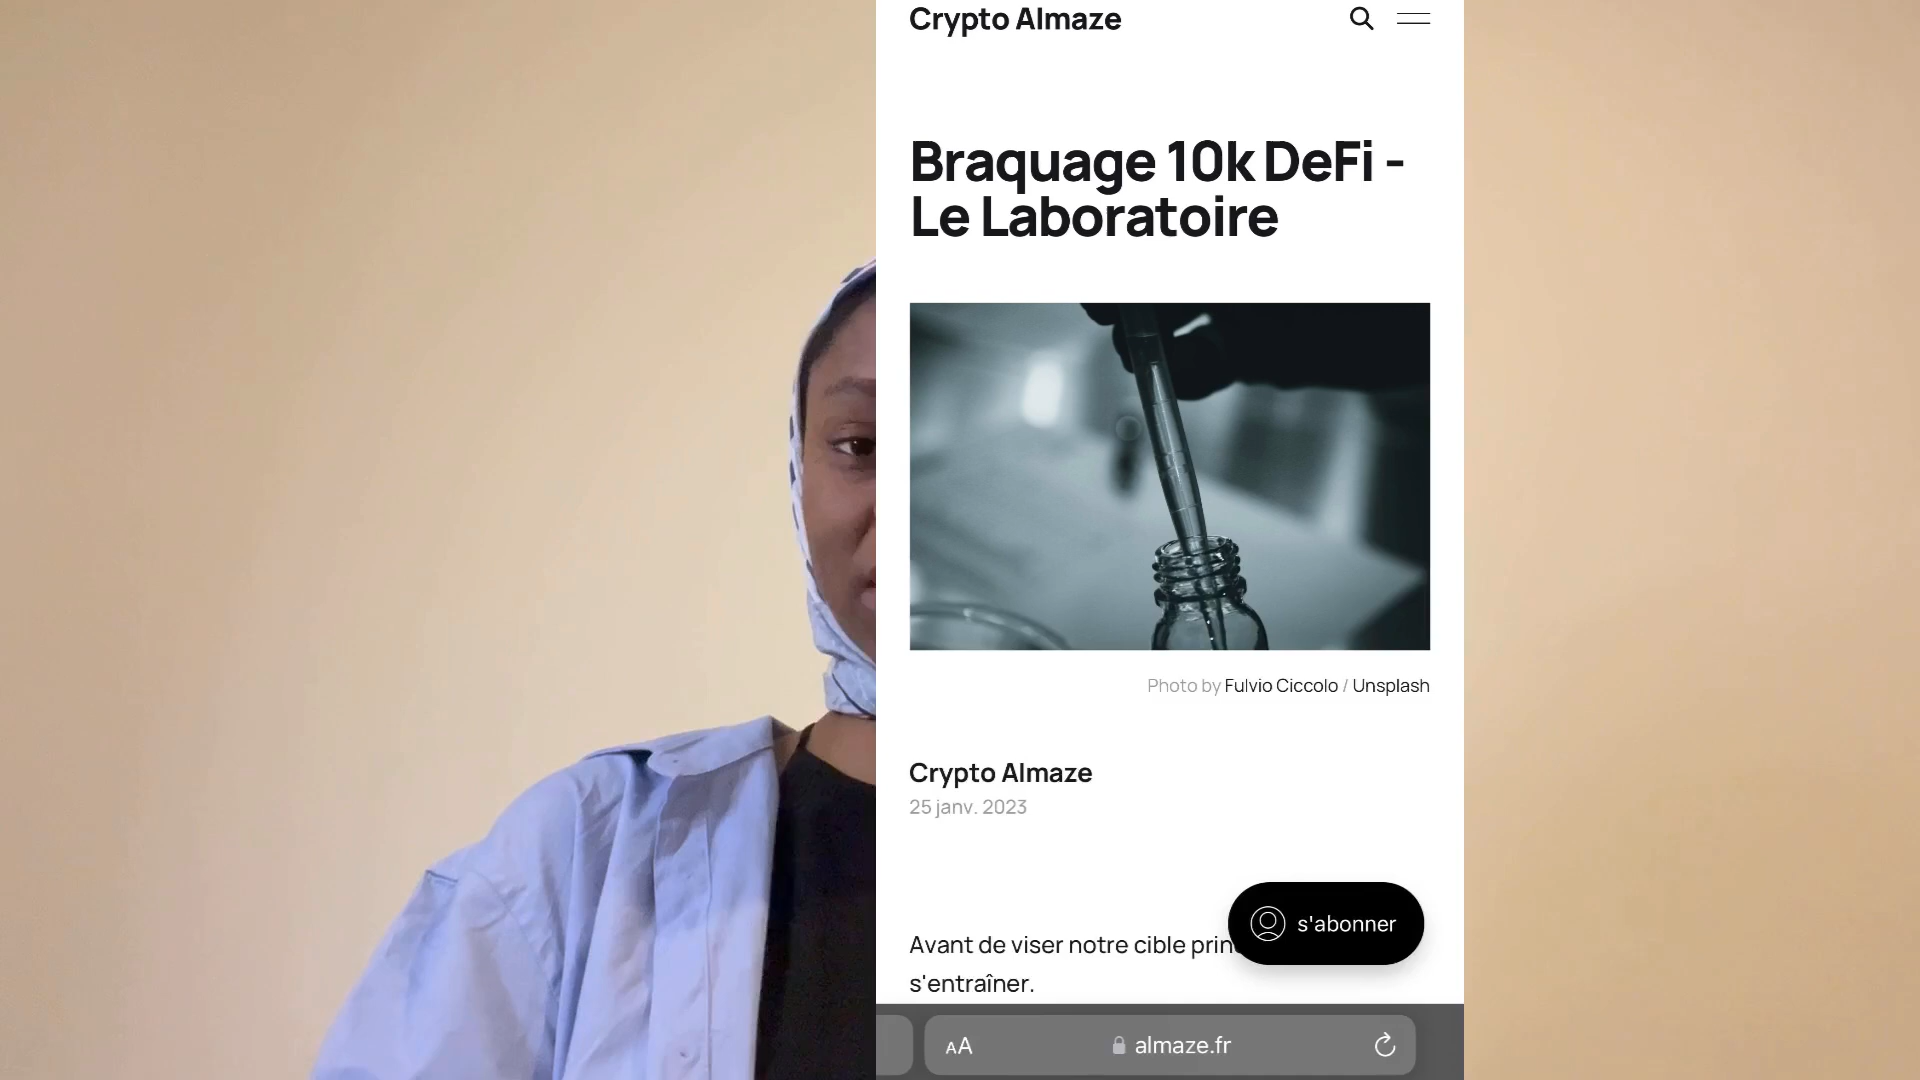 Crypto Almaze
Braquage 10k DeFi -
Le Laboratoire
Photo by Fulvio Ciccolo / Unsplash
Crypto Almaze
25 janv. 2023
s'abonner
Avant de viser notre cible
s'entraîner.
AA
almaze.fr